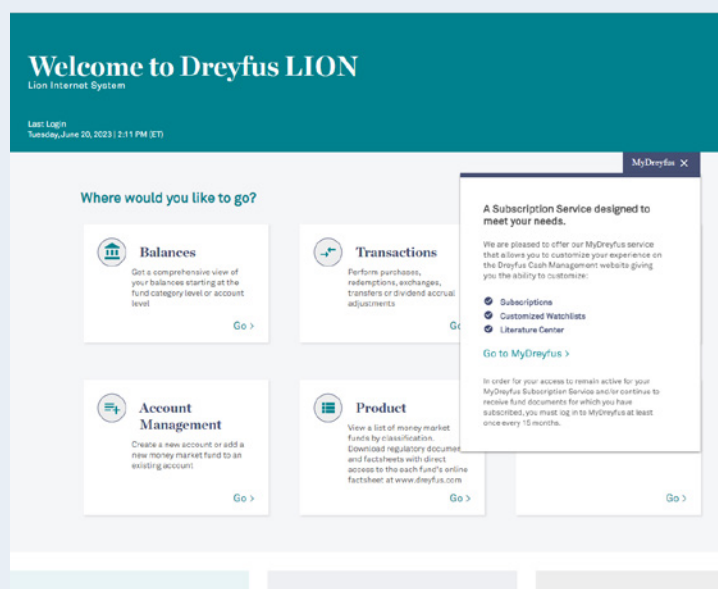 Welcome to Dreyfus LION
Lion Internet System
Last Login
Tuesday, June 20, 2023 | 2:11 PM (ET)
MyDreyfus X
Where would you like to go?
Balances
Get a comprehensive view of
your balances starting at the
fund category level or account
level
Go >
Transactions
Perform purchases,
redemptions, exchanges,
transfers or dividend accrual
adjustments
Go
A Subscription Service designed to
meet your needs.
We are pleased to offer our MyDreyfus service
that allows you to customize your experience on
the Dreyfus Cash Management website giving
you the ability to customize:
Subscriptions
Customized Watchlists
Literature Center
Go to MyDreyfus >
In order for your access to remain active for your
MyDreyfus Subscription Service and/or continue to
receive fund documents for which you have
subscribed, you must log in to MyDreyfus at least
once every 15 months.
Account
Management
Create a new account or add a
new money market fund to an
existing account
Go >
Product
View a list of money market
funds by classification.
Download regulatory documen
and factsheets with direct
access to the each fund's online
factsheet at www.dreyfus.com
Go >
Go >